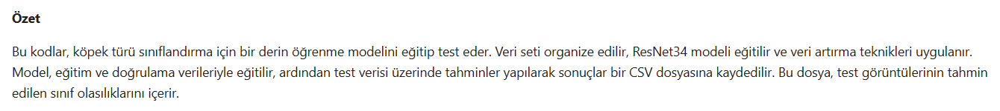 Özet
Bu kodlar, köpek türü sınıflandırma için bir derin öğrenme modelini eğitip test eder. Veri seti organize edilir, ResNet34 modeli eğitilir ve veri artırma teknikleri uygulanır.
Model, eğitim ve doğrulama verileriyle eğitilir, ardından test verisi üzerinde tahminler yapılarak sonuçlar bir CSV dosyasına kaydedilir. Bu dosya, test görüntülerinin tahmin
edilen sınıf olasılıklarını içerir.